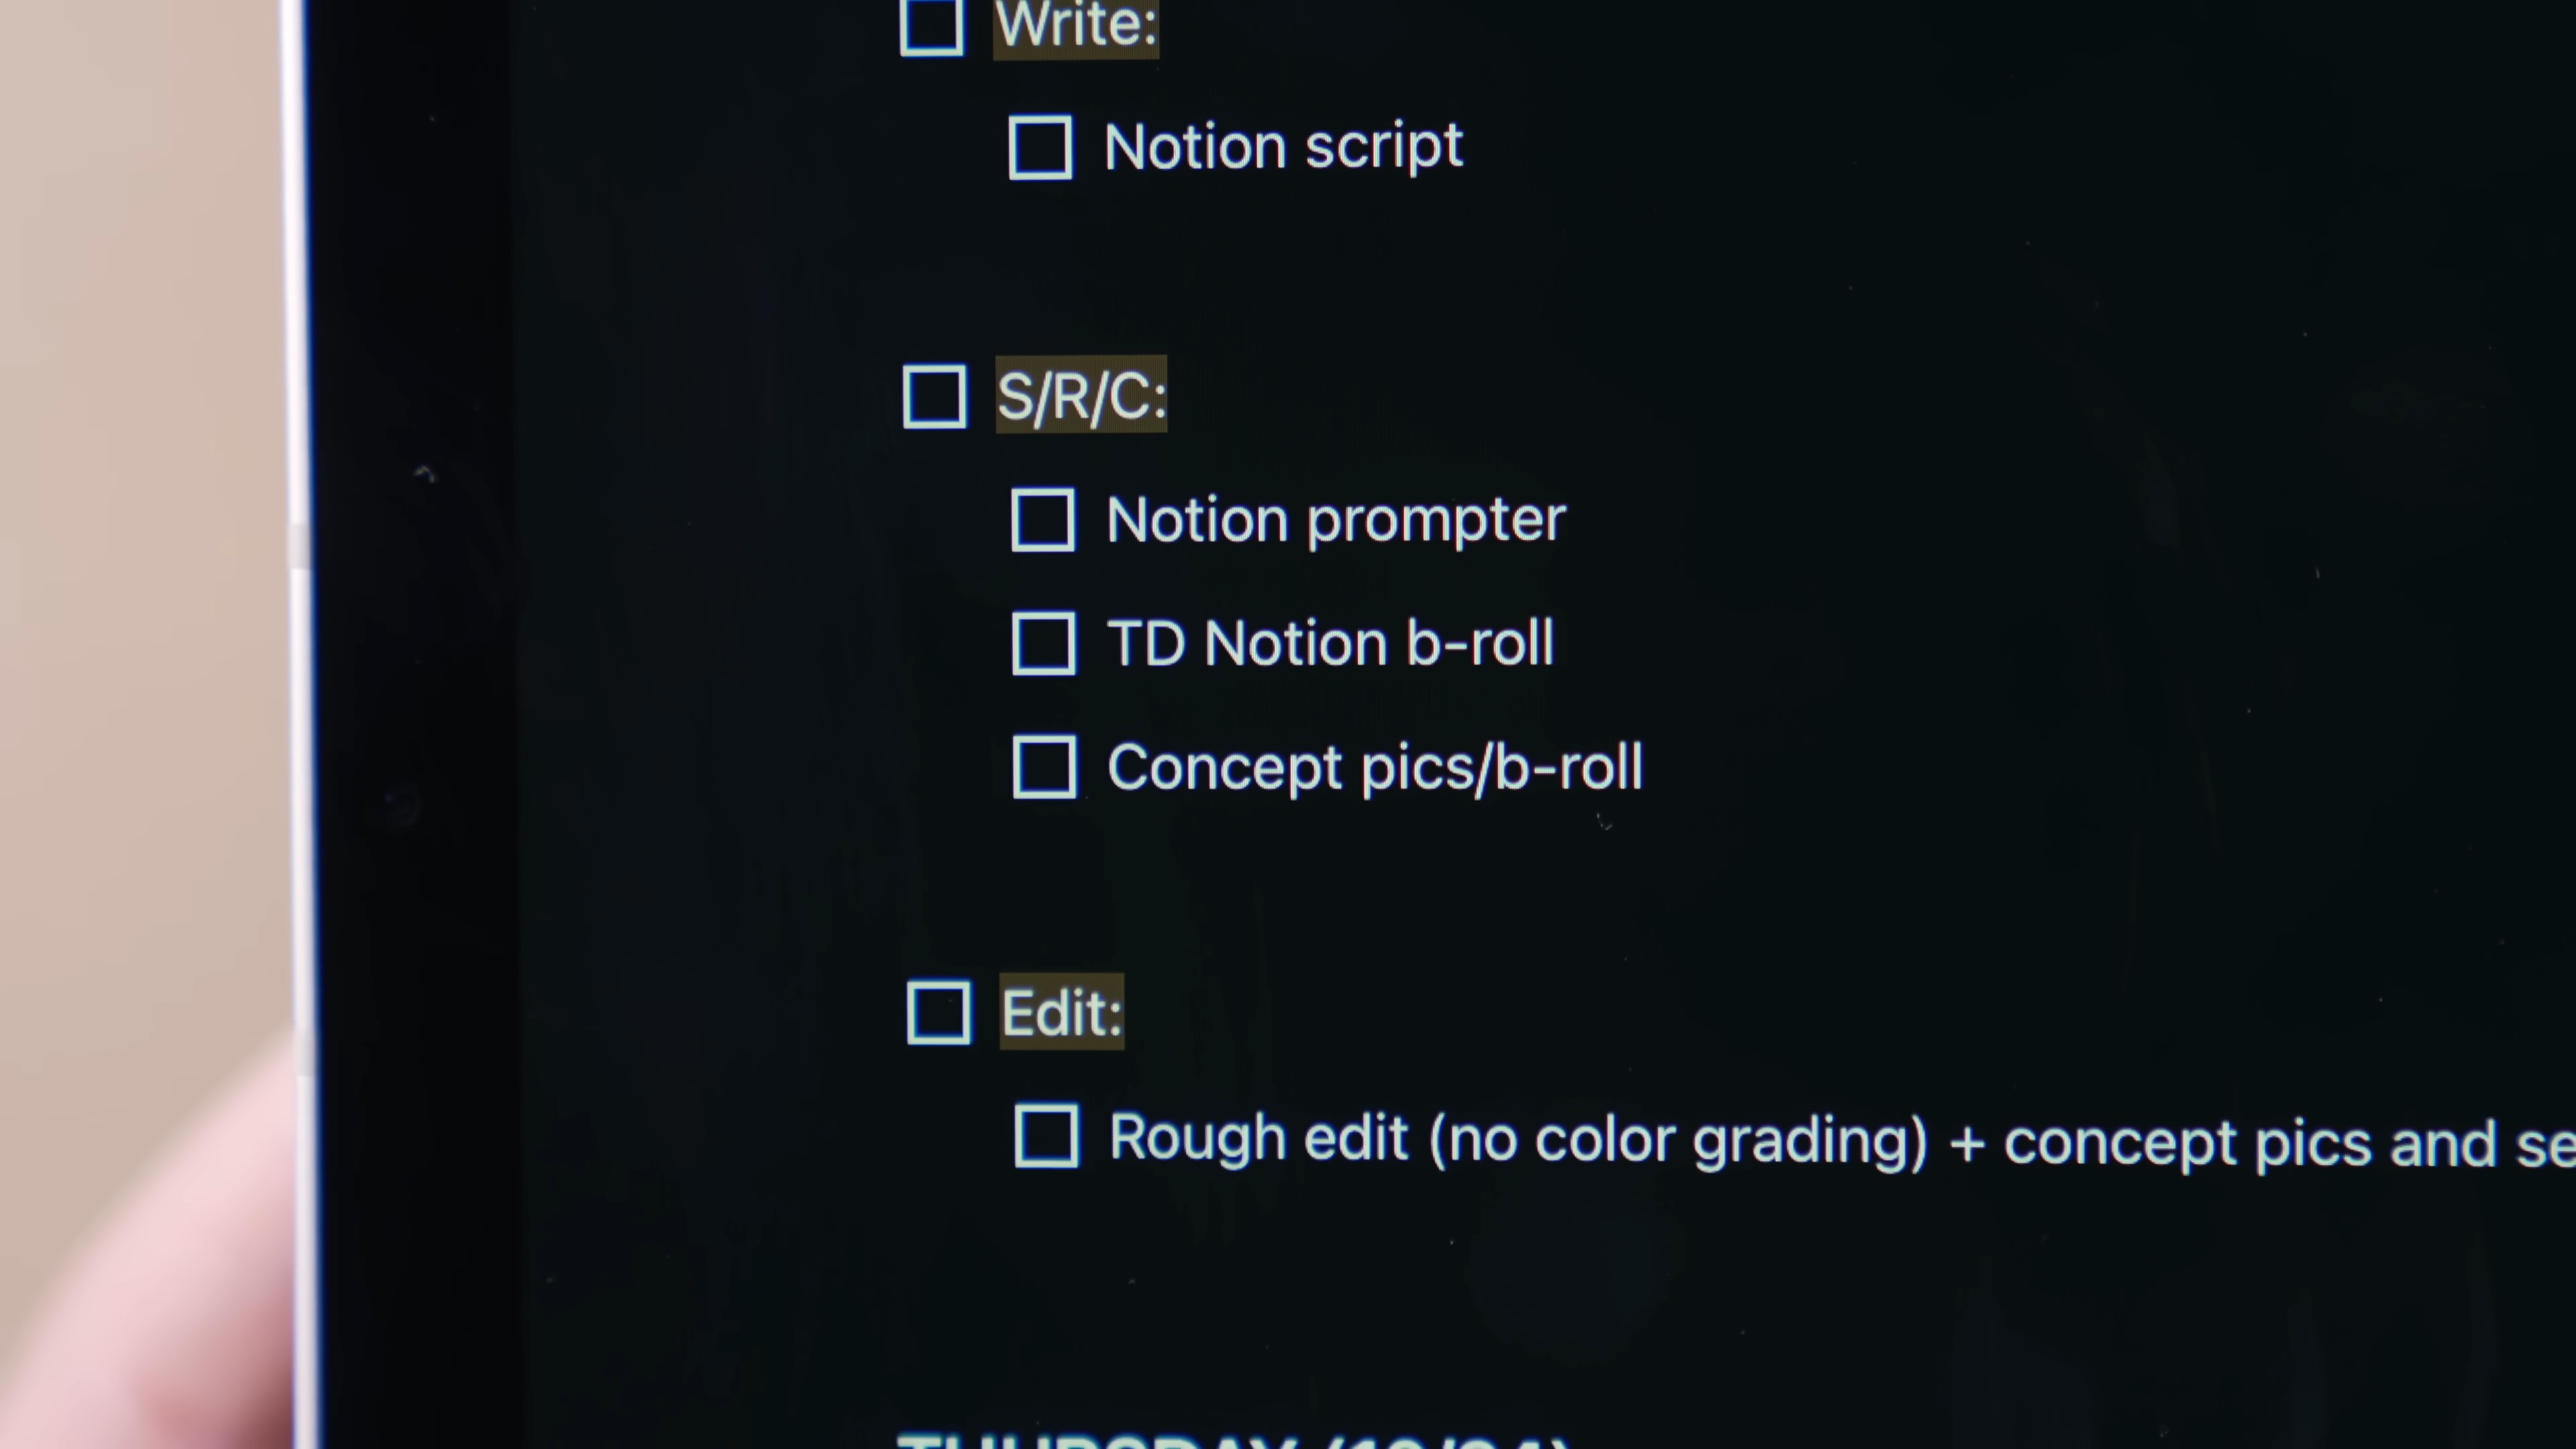 Write:
Notion script
S/R/C:
Notion prompter
TD Notion b-roll
Concept pics/b-roll
Edit:
Rough edit (no color grading) + concept pics and
THURSDAY